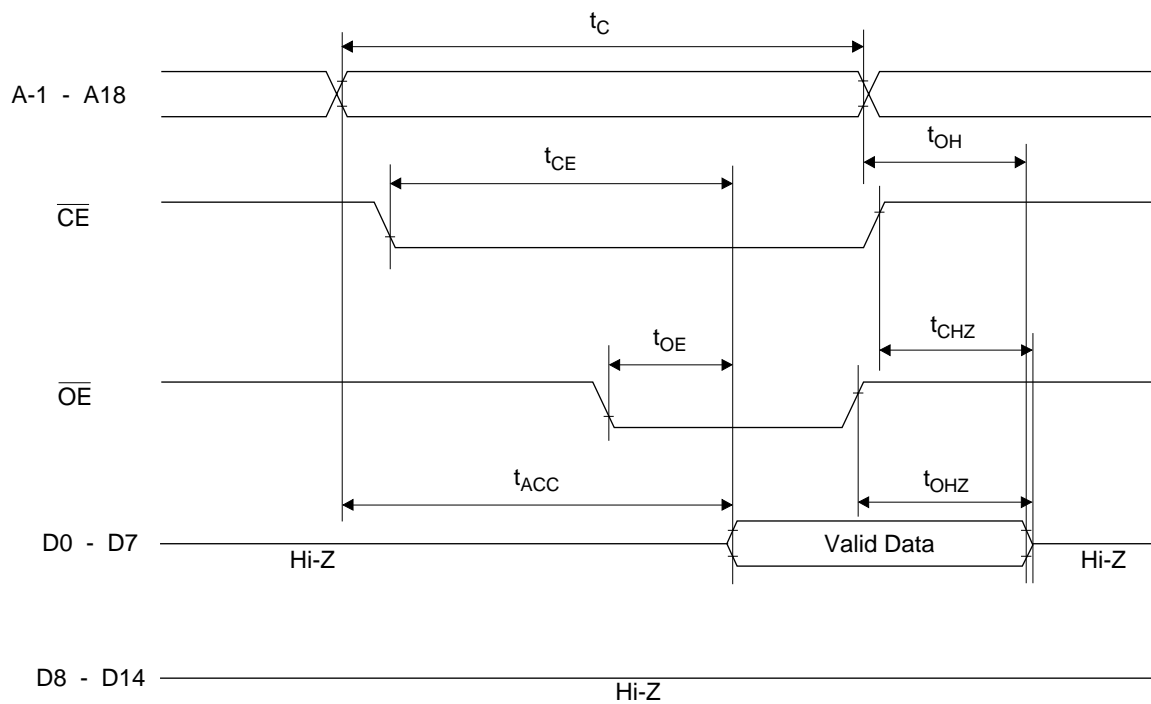 tC
A-1 - A18
tOH
tCE
CE
tCHZ
tOE
OE
tACC
tOHZ
D0 - D7
Hi-Z
Valid Data
Hi-Z
D8 - D14
Hi-Z